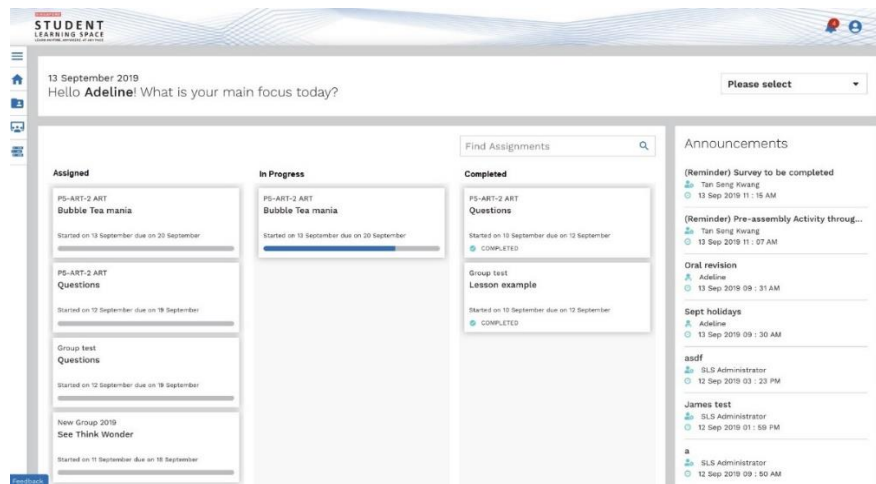 STUDENT
LEARNING SPACE
4
13 September 2019
Hello Adeline! What is your main focus today?
Please select
Find Assignments
Assigned
P5-ART-2 ART
Bubble Tea mania
Started on 13 September due on 20 September
P5-ART-2 ART
Questions
Started on 12 September due on 19 September
Group test
Questions
Started on 12 September due on 19 September
New Group 2019
See Think Wonder
Started on 11 September due on 18 September
In Progress
P5-ART-2 ART
Bubble Tea mania
Started on 13 September due on 20 September
Completed
P5-ART-2 ART
Questions
Started on 13 September due on 12 September
COMPLETED
Group test
Lesson example
Started on 13 September due on 12 September
COMPLETED
Announcements
(Reminder) Survey to be completed
Tan Seng Kwang
13 Sep 2019 11 : 15 AM
(Reminder) Pre-assembly Activity throug...
Tan Seng Kwang
13 Sep 2019 11 : 07 AM
Oral revision
Adeline
13 Sep 2019 09 : 31 AM
Sept holidays
Adeline
13 Sep 2019 09 : 30 AM
asdf
SLS Administrator
12 Sep 2019 03 : 23 PM
James test
SLS Administrator
12 Sep 2019 01 : 59 PM
a
SLS Administrator
12 Sep 2019 09 : 50 AM
Feedback